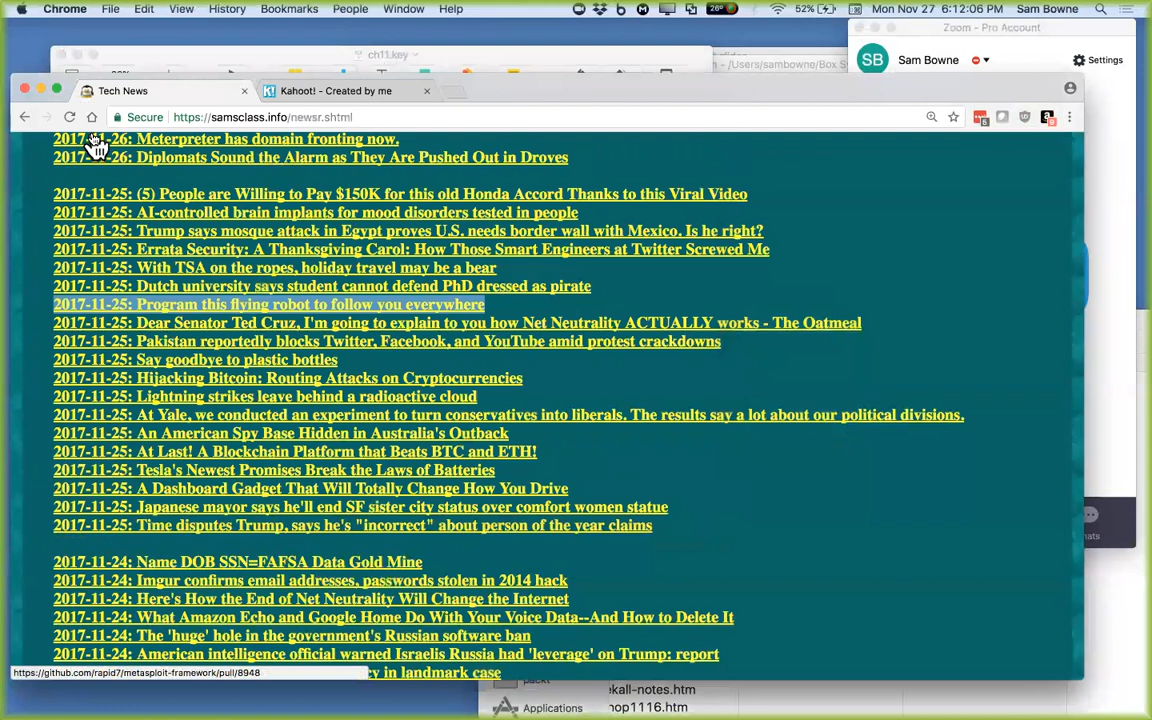 Chrome File Edit View History Bookmarks People Window Help 26° 52% Mon Nov 27 6:12:06 PM Sam Bowne
Zoom - Pro Account
ch11.key
/Users/sambowne/Box Sy
SB Sam Bowne Settings
Tech News
Kahoot! - Created by me
Secure https://samsclass.info/newsr.shtml
2017-11-26: Meterpreter has domain fronting now.
2017-11-26: Diplomats Sound the Alarm as They Are Pushed Out in Droves
2017-11-25: (5) People are Willing to Pay $150K for this old Honda Accord Thanks to this Viral Video
2017-11-25: AI-controlled brain implants for mood disorders tested in people
2017-11-25: Trump says mosque attack in Egypt proves U.S. needs border wall with Mexico. Is he right?
2017-11-25: Errata Security: A Thanksgiving Carol: How Those Smart Engineers at Twitter Screwed Me
2017-11-25: With TSA on the ropes, holiday travel may be a bear
2017-11-25: Dutch university says student cannot defend PhD dressed as pirate
2017-11-25: Program this flying robot to follow you everywhere
2017-11-25: Dear Senator Ted Cruz, I'm going to explain to you how Net Neutrality ACTUALLY works - The Oatmeal
2017-11-25: Pakistan reportedly blocks Twitter, Facebook, and YouTube amid protest crackdowns
2017-11-25: Say goodbye to plastic bottles
2017-11-25: Hijacking Bitcoin: Routing Attacks on Cryptocurrencies
2017-11-25: Lightning strikes leave behind a radioactive cloud
2017-11-25: At Yale, we conducted an experiment to turn conservatives into liberals. The results say a lot about our political divisions.
2017-11-25: An American Spy Base Hidden in Australia's Outback
2017-11-25: At Last! A Blockchain Platform that Beats BTC and ETH!
2017-11-25: Tesla's Newest Promises Break the Laws of Batteries
2017-11-25: A Dashboard Gadget That Will Totally Change How You Drive
2017-11-25: Japanese mayor says he'll end SF sister city status over comfort women statue
2017-11-25: Time disputes Trump, says he's "incorrect" about person of the year claims
2017-11-24: Name DOB SSN=FAFSA Data Gold Mine
2017-11-24: Imgur confirms email addresses, passwords stolen in 2014 hack
2017-11-24: Here's How the End of Net Neutrality Will Change the Internet
2017-11-24: What Amazon Echo and Google Home Do With Your Voice Data--And How to Delete It
2017-11-24: The 'huge' hole in the government's Russian software ban
2017-11-24: American intelligence official warned Israelis Russia had 'leverage' on Trump: report
https://github.com/rapid7/metasploit-framework/pull/8948
cy in landmark case
ekall-notes.htm
Applications
hop1116.htm